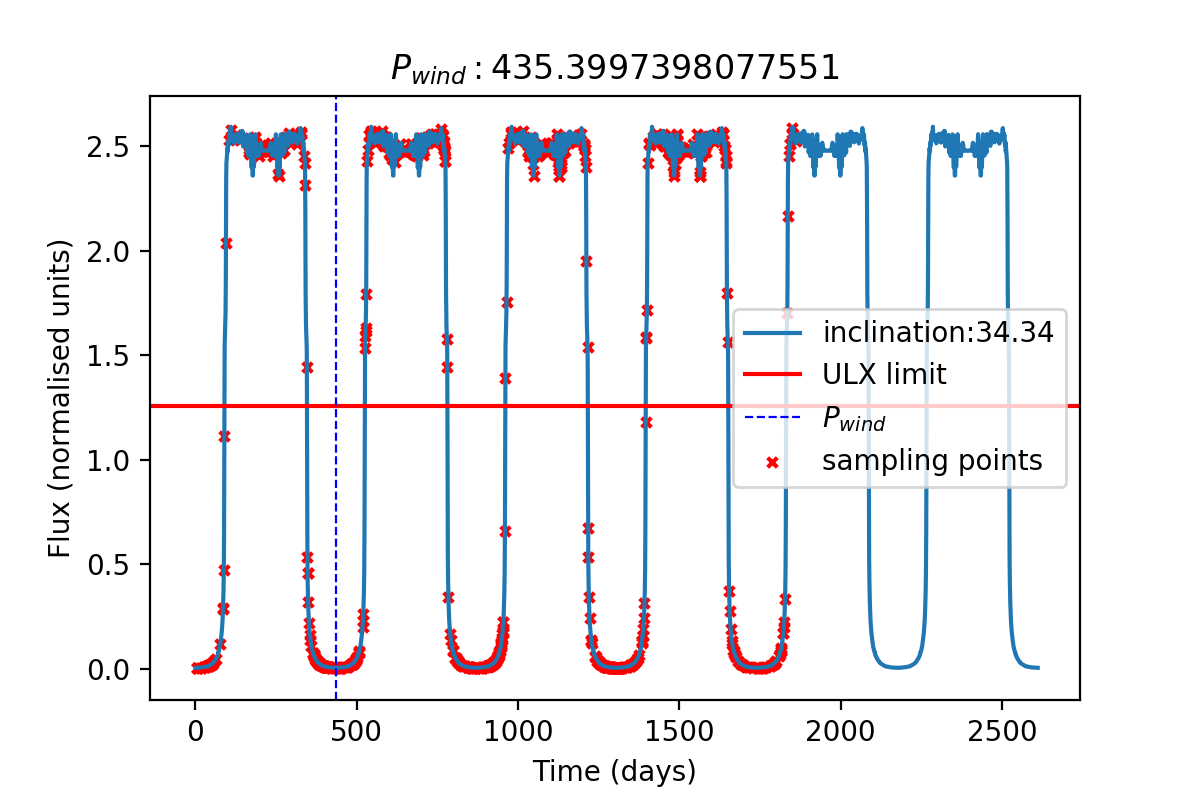 P_wind : 435.3997398077551
2.5
2.0
1.5
1.0
0.5
0.0
Flux (normalised units)
inclination:34.34
ULX limit
P_wind
sampling points
0 500 1000 1500 2000 2500
Time (days)